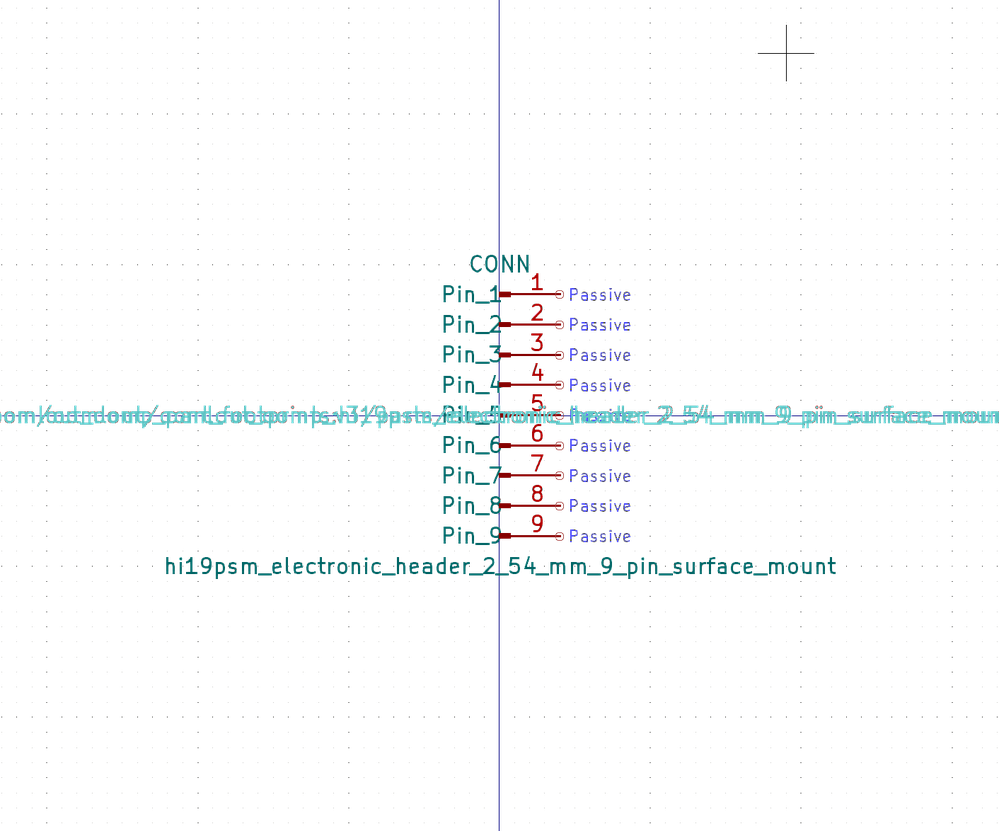 CONN
Pin_1 1 Passive
Pin_2 2 Passive
Pin_3 3 Passive
Pin_4 4 Passive
5
Pin_6 6 Passive
Pin_7 7 Passive
Pin_8 8 Passive
Pin_9 9 Passive
hi19psm_electronic_header_2_54_mm_9_pin_surface_mount